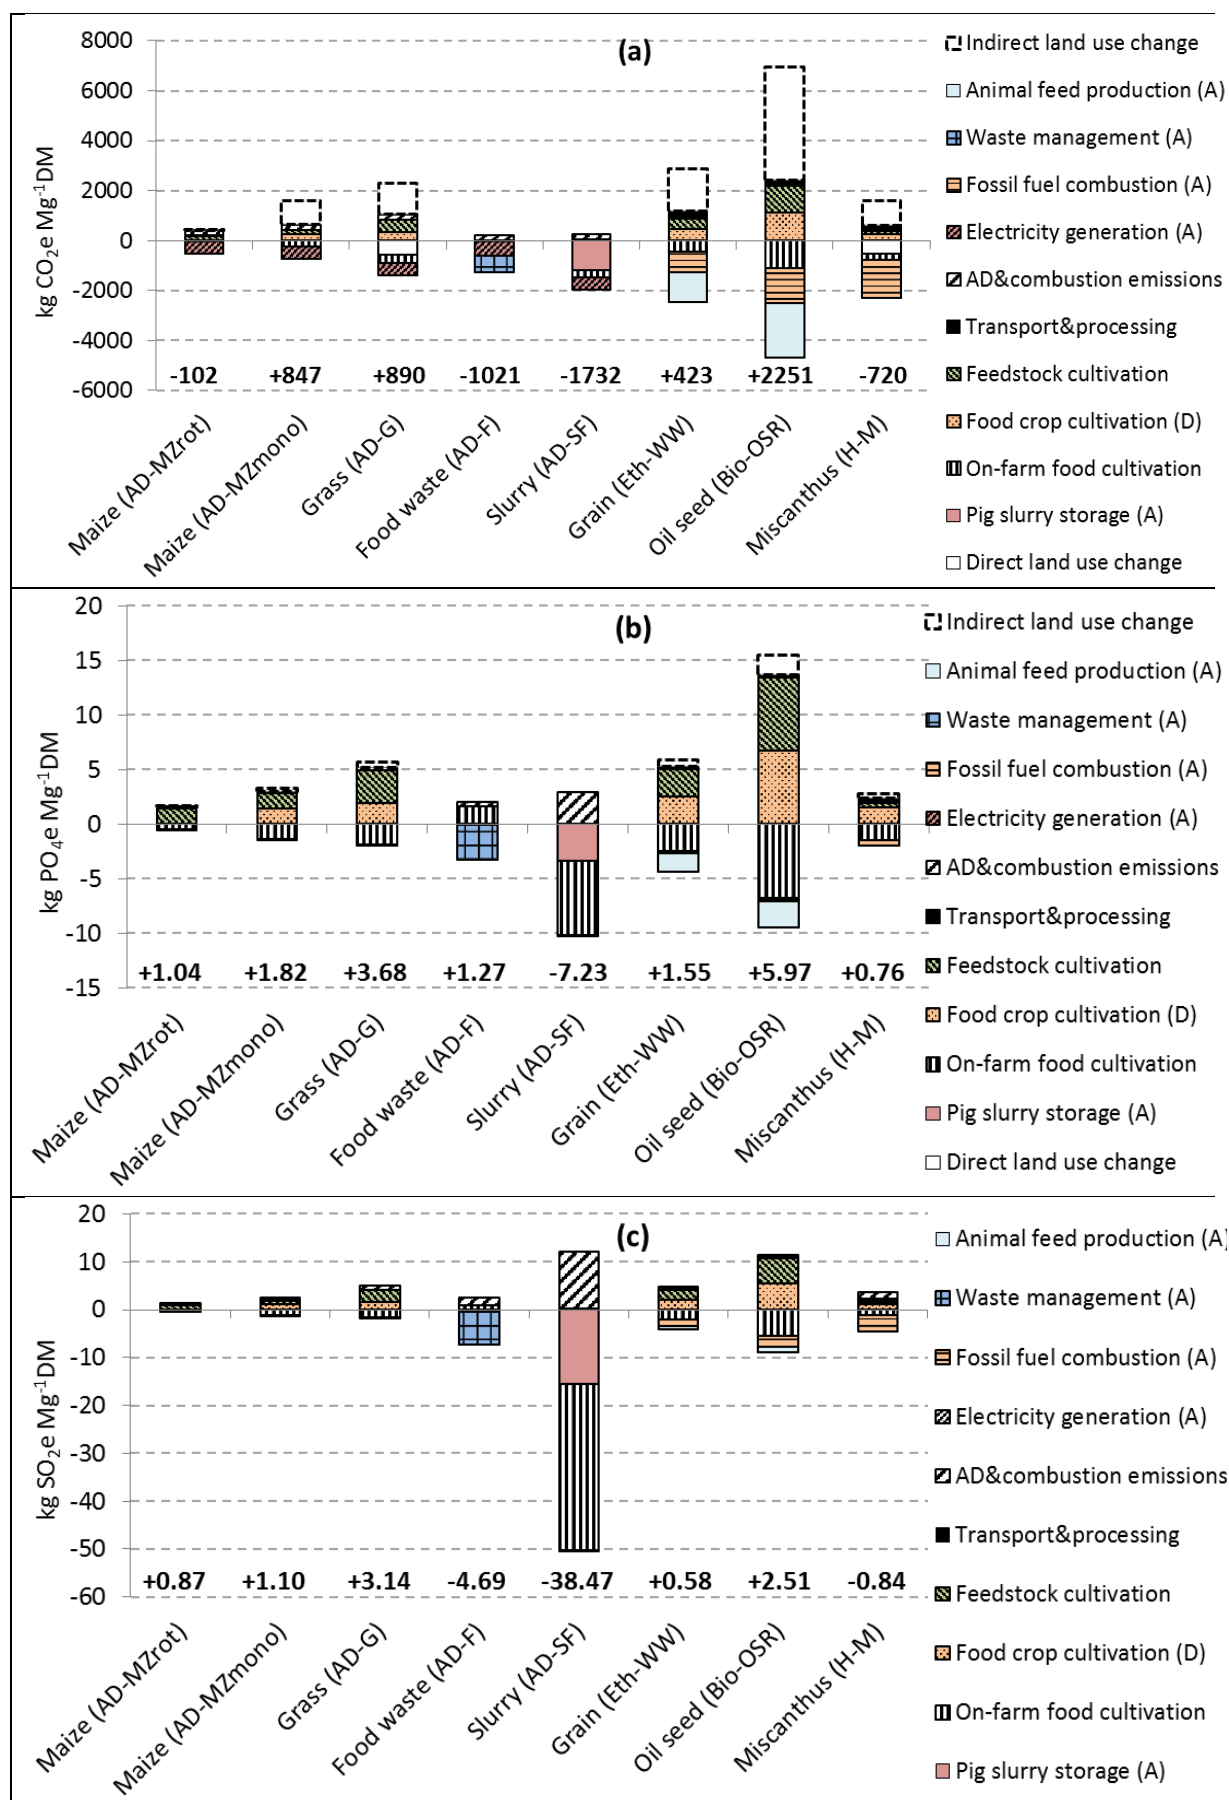 (a)
kg CO₂e Mg⁻¹DM
8000
6000
4000
2000
0
-2000
-4000
-6000
-102 +847 +890 -1021 -1732 +423 +2251 -720
Maize (AD-MZrot)
Maize (AD-MZmono)
Grass (AD-G)
Food waste (AD-F)
Slurry (AD-SF)
Grain (Eth-WW)
Oil seed (Bio-OSR)
Miscanthus (H-M)
Indirect land use change
Animal feed production (A)
Waste management (A)
Fossil fuel combustion (A)
Electricity generation (A)
AD&combustion emissions
Transport&processing
Feedstock cultivation
Food crop cultivation (D)
On-farm food cultivation
Pig slurry storage (A)
Direct land use change
(b)
kg PO₄e Mg⁻¹DM
20
15
10
5
0
-5
-10
-15
+1.04 +1.82 +3.68 +1.27 -7.23 +1.55 +5.97 +0.76
Maize (AD-MZrot)
Maize (AD-MZmono)
Grass (AD-G)
Food waste (AD-F)
Slurry (AD-SF)
Grain (Eth-WW)
Oil seed (Bio-OSR)
Miscanthus (H-M)
Indirect land use change
Animal feed production (A)
Waste management (A)
Fossil fuel combustion (A)
Electricity generation (A)
AD&combustion emissions
Transport&processing
Feedstock cultivation
Food crop cultivation (D)
On-farm food cultivation
Pig slurry storage (A)
Direct land use change
(c)
kg SO₂e Mg⁻¹DM
20
10
0
-10
-20
-30
-40
-50
-60
+0.87 +1.10 +3.14 -4.69 -38.47 +0.58 +2.51 -0.84
Maize (AD-MZrot)
Maize (AD-MZmono)
Grass (AD-G)
Food waste (AD-F)
Slurry (AD-SF)
Grain (Eth-WW)
Oil seed (Bio-OSR)
Miscanthus (H-M)
Animal feed production (A)
Waste management (A)
Fossil fuel combustion (A)
Electricity generation (A)
AD&combustion emissions
Transport&processing
Feedstock cultivation
Food crop cultivation (D)
On-farm food cultivation
Pig slurry storage (A)